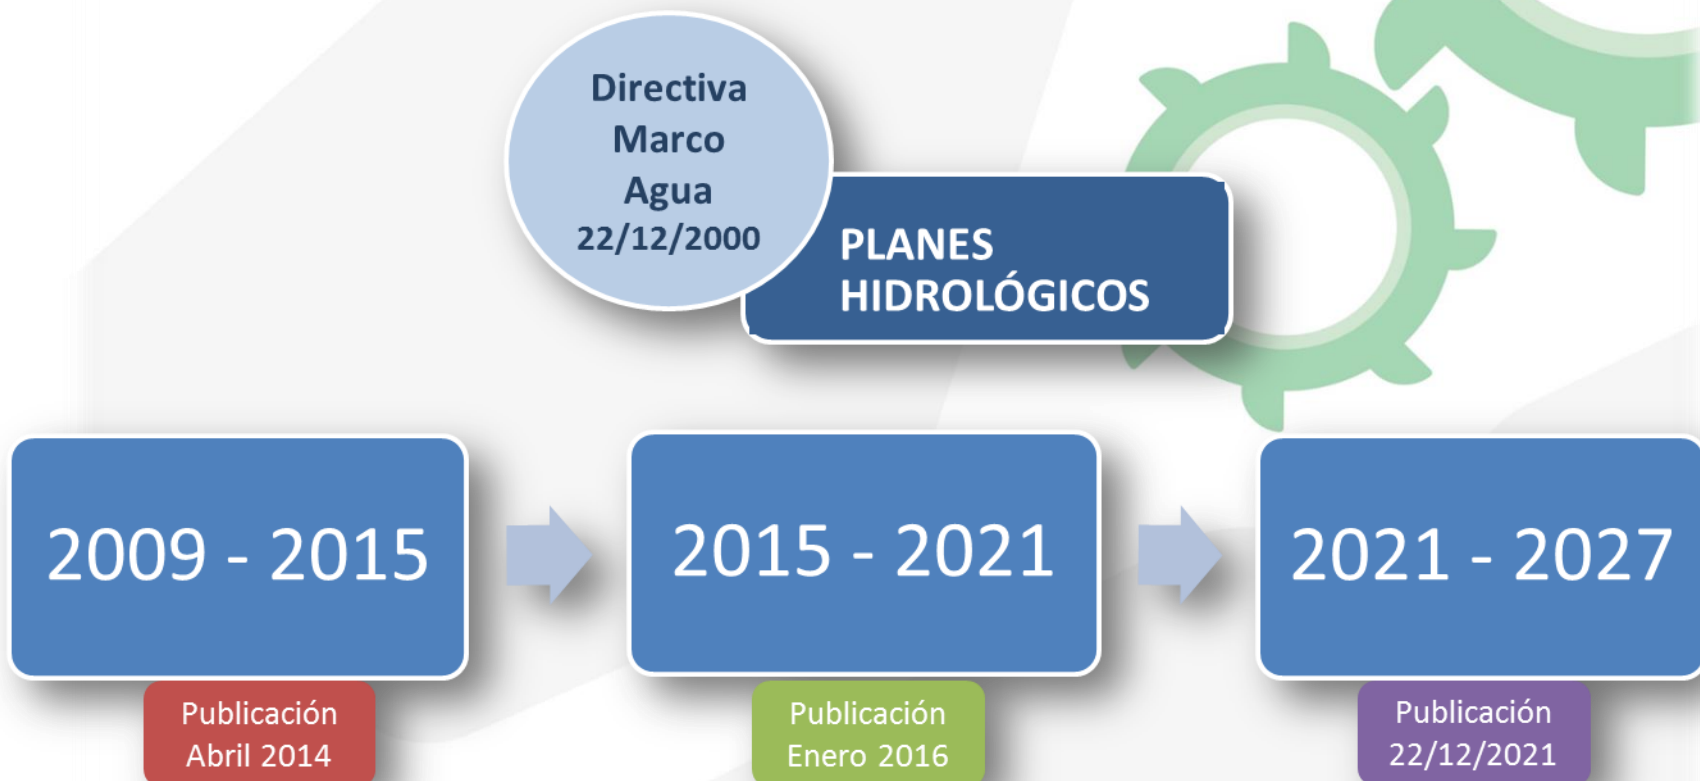 Directiva
Marco
Agua
22/12/2000
PLANES
HIDROLÓGICOS
2009 - 2015
2015 - 2021
2021 - 2027
Publicación
Abril 2014
Publicación
Enero 2016
Publicación
22/12/2021